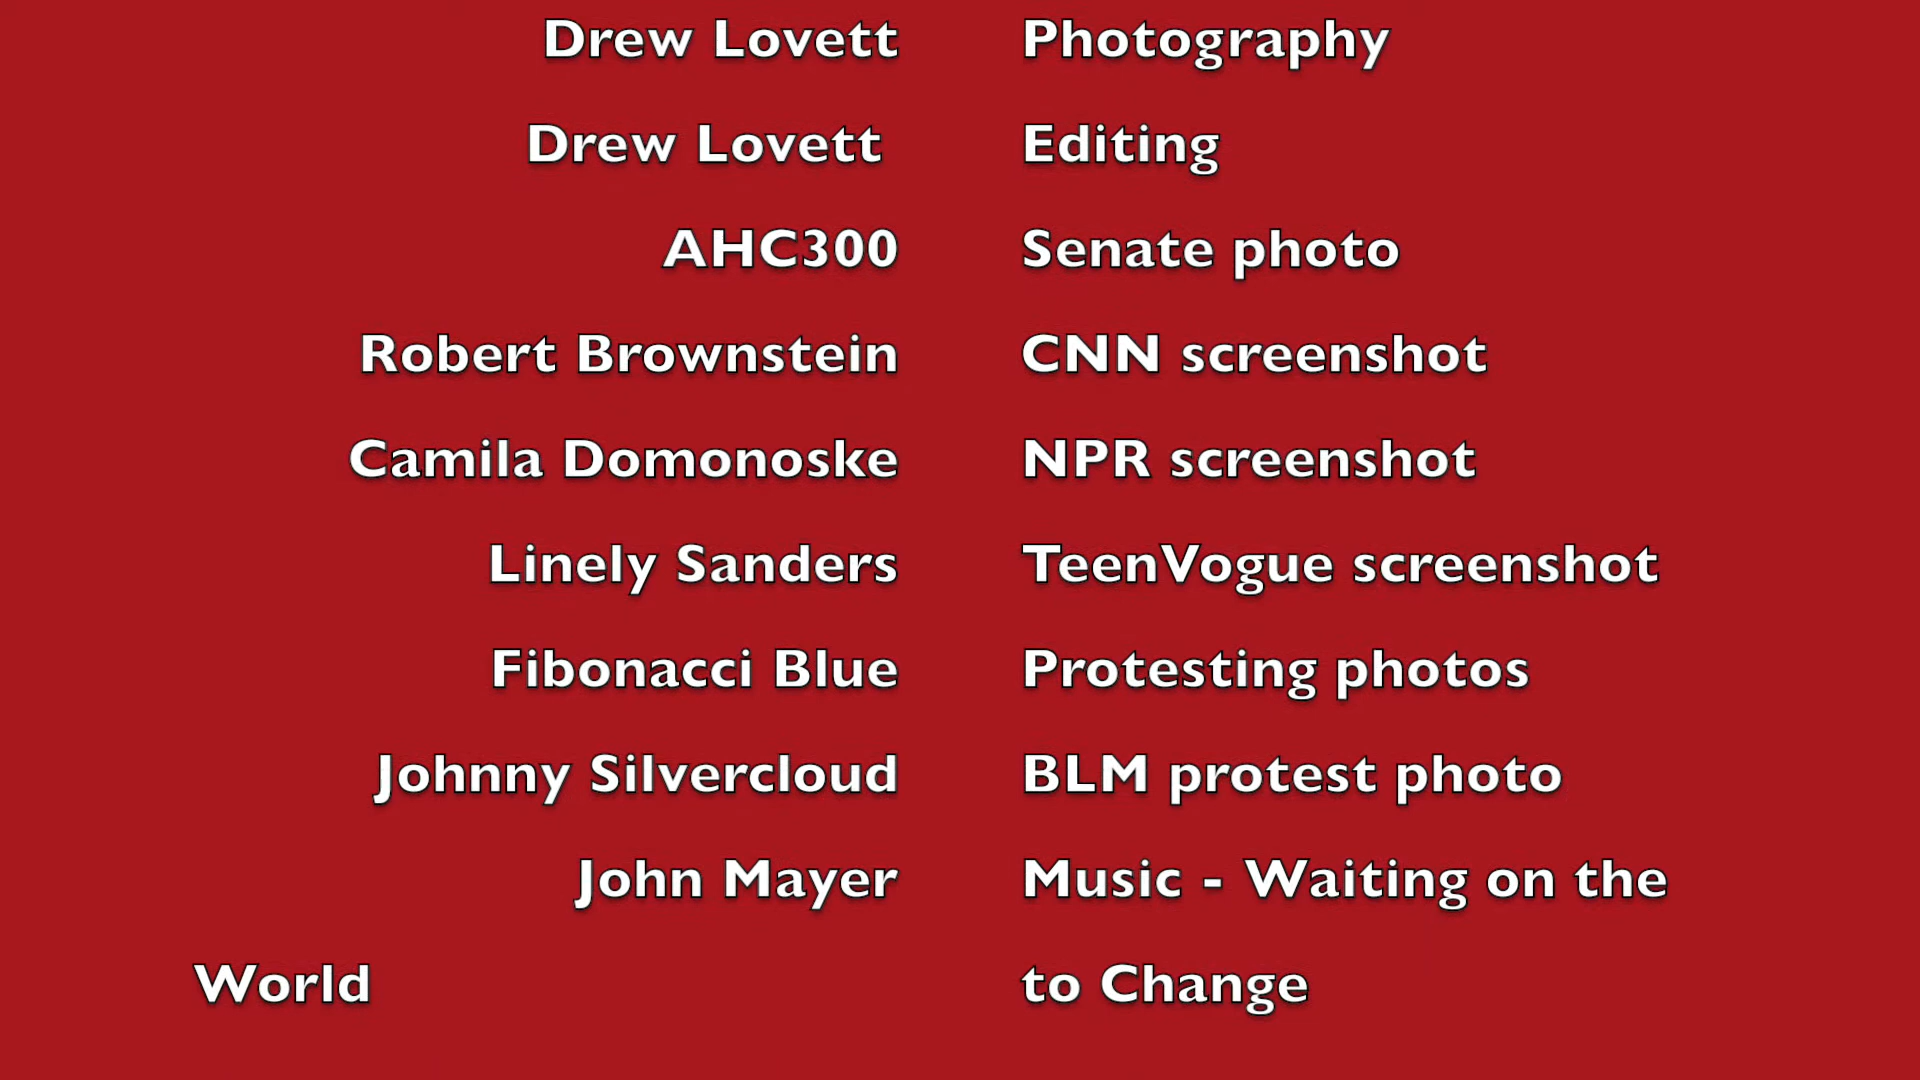 Drew Lovett Photography
Drew Lovett Editing
AHC300 Senate photo
Robert Brownstein CNN screenshot
Camila Domonoske NPR screenshot
Linely Sanders TeenVogue screenshot
Fibonacci Blue Protesting photos
Johnny Silvercloud BLM protest photo
John Mayer Music - Waiting on the
World to Change